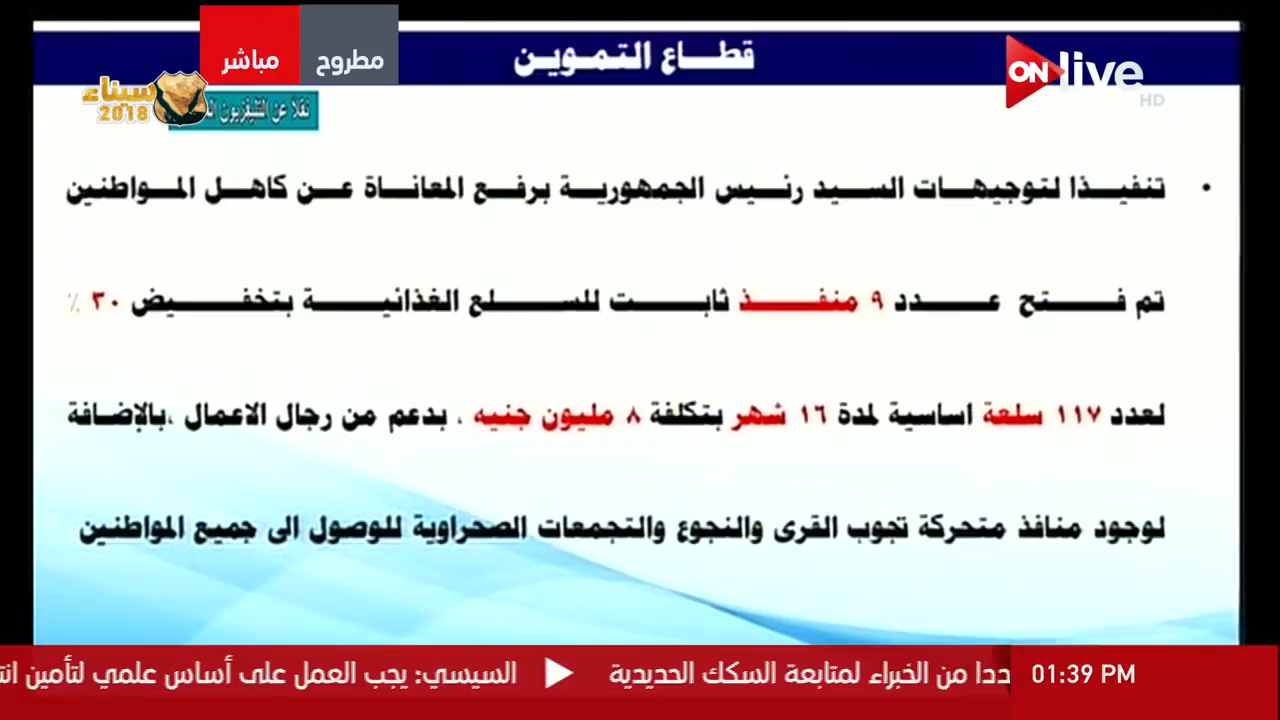 مباشر مطروح
قطاع التموين
ON live
HD
سيناء
2018
نقلا عن التليفزيون
• تنفيذا لتوجيهات السيد رئيس الجمهورية برفع المعاناة عن كاهل المواطنين
تم فتح عدد ٩ منفذ ثابت للسلع الغذائية بتخفيض ٣٠ ٪
لعدد ١١٧ سلعة اساسية لمدة ١٦ شهر بتكلفة ٨ مليون جنيه ، بدعم من رجال الاعمال ،بالإضافة
لوجود منافذ متحركة تجوب القرى والنجوع والتجمعات الصحراوية للوصول الى جميع المواطنين
من الخبراء لمتابعة السكك الحديدية
السيسي: يجب العمل على أساس علمي لتأمين
01:39 PM